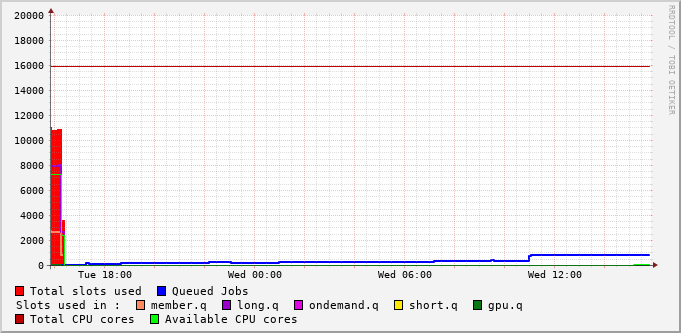 20000
18000
16000
14000
12000
10000
8000
6000
4000
2000
0
Tue 18:00 Wed 00:00 Wed 06:00 Wed 12:00
Total slots used Queued Jobs
Slots used in : member.q long.q ondemand.q short.q gpu.q
Total CPU cores Available CPU cores
RRDTOOL / TOBI OETIKER